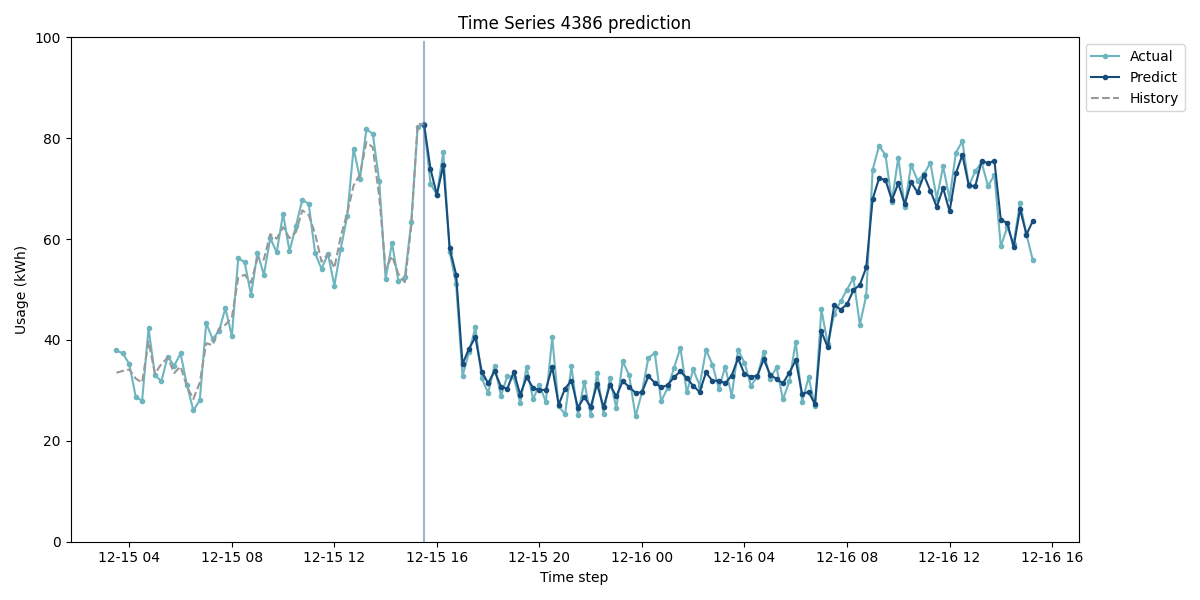 Time Series 4386 prediction
100
80
60
40
20
0
Usage (kWh)
12-15 04
12-15 08
12-15 12
12-15 16
12-15 20
12-16 00
12-16 04
12-16 08
12-16 12
12-16 16
Time step
Actual
Predict
History